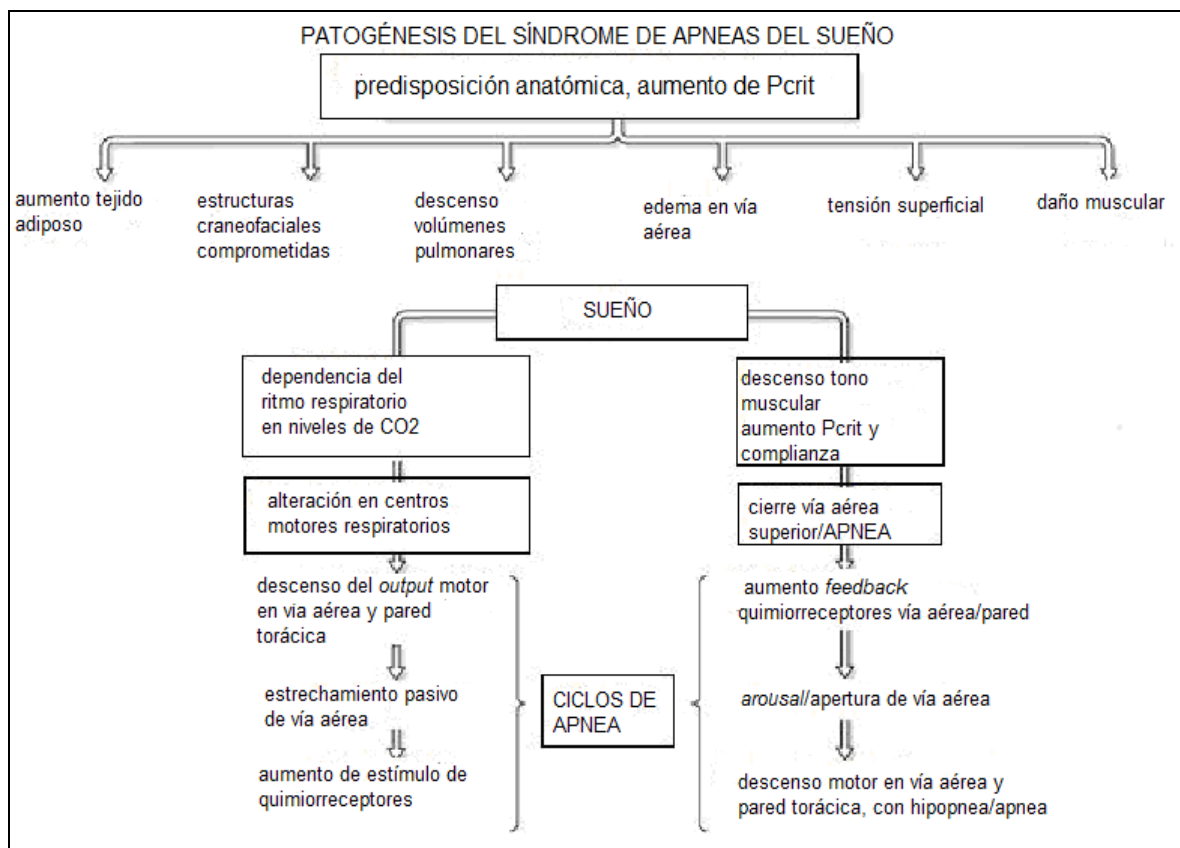 PATOGÉNESIS DEL SÍNDROME DE APNEAS DEL SUEÑO
predisposición anatómica, aumento de Pcrit
aumento tejido
adiposo
estructuras
craneofaciales
comprometidas
descenso
volúmenes
pulmonares
edema en vía
aérea
tensión superficial
daño muscular
SUEÑO
dependencia del
ritmo respiratorio
en niveles de CO2
alteración en centros
motores respiratorios
descenso del output motor
en via aérea y pared
torácica
estrechamiento pasivo
de vía aérea
aumento de estímulo de
quimiorreceptores
CICLOS DE
APNEA
descenso tono
muscular
aumento Pcrit y
complianza
cierre vía aérea
superior/APNEA
aumento feedback
quimiorreceptores vía aérea/pared
arousal/apertura de vía aérea
descenso motor en vía aérea y
pared torácica, con hipopnea/apnea